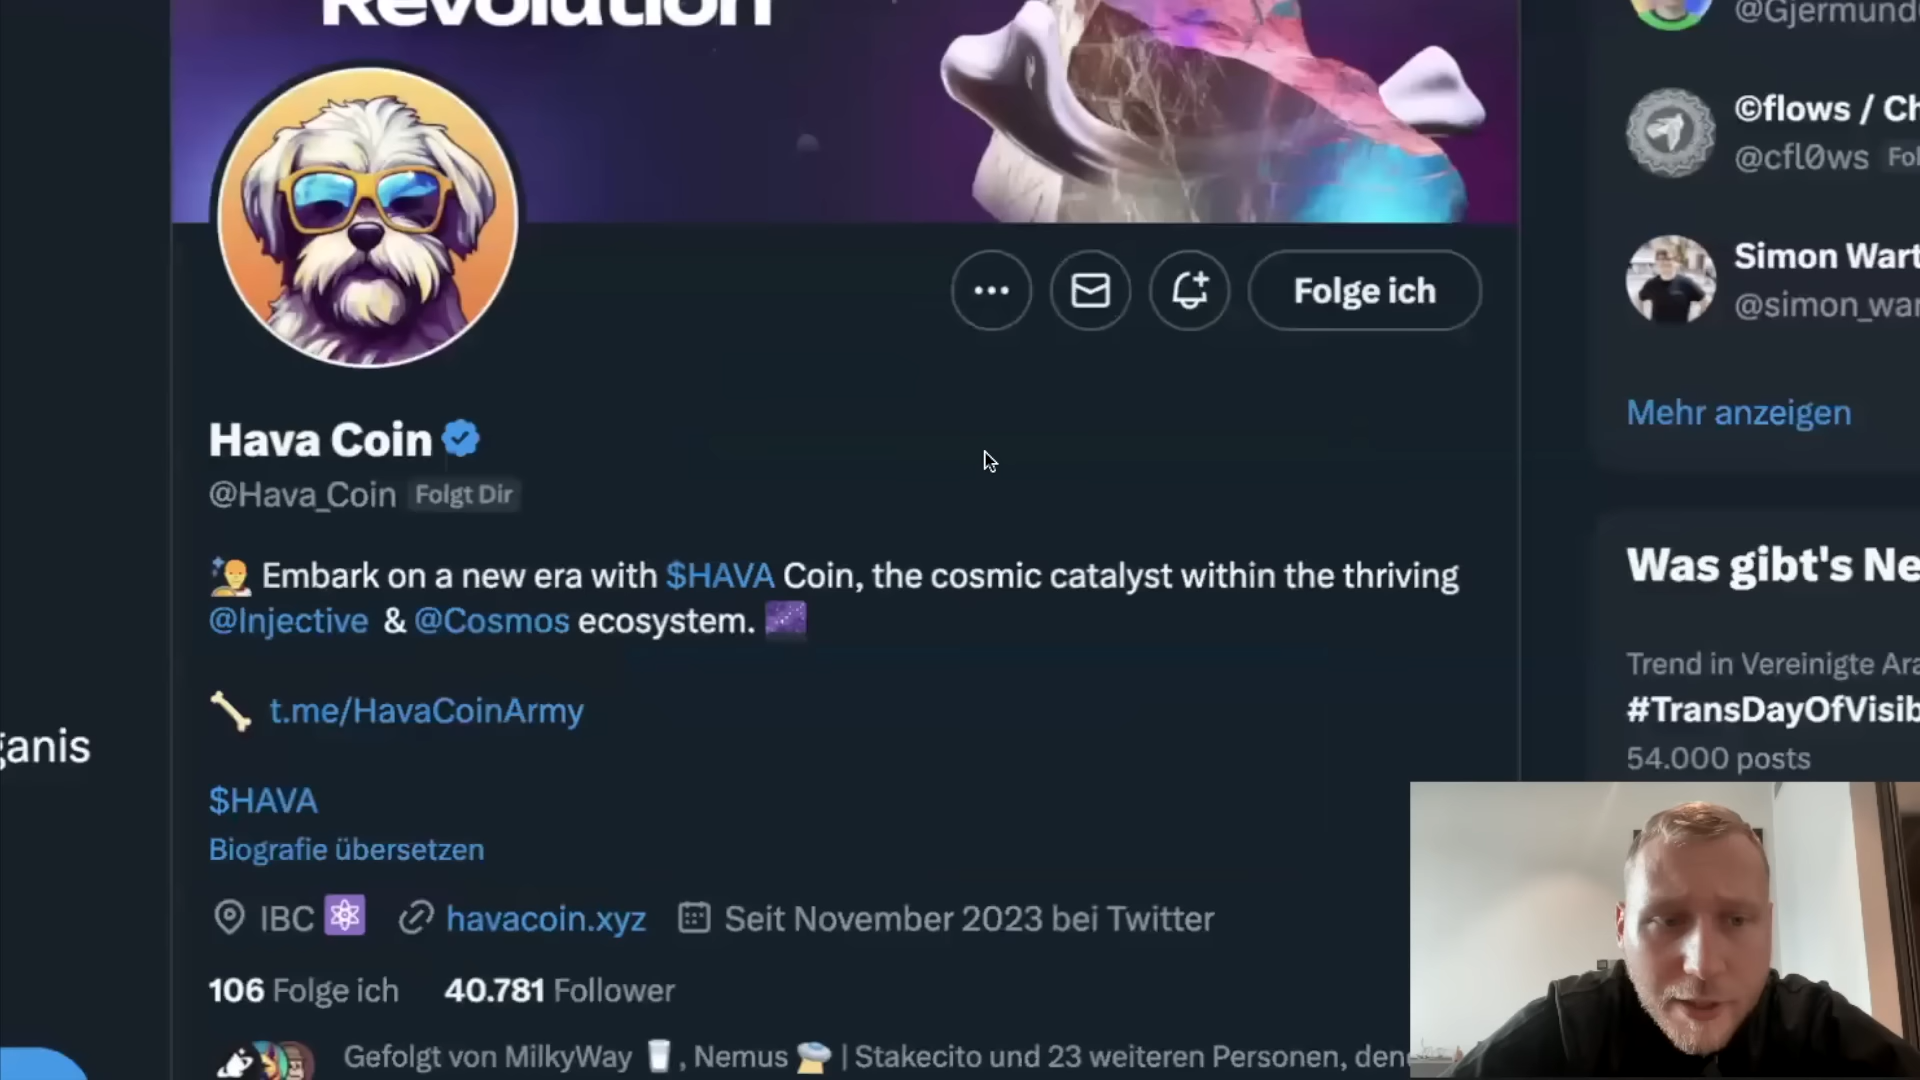 Revolution
@Gjermund
©flows / Ch
@cfl0ws Fol
Simon Wart
@simon_war
Mehr anzeigen
Folge ich
Hava Coin
@Hava_Coin Folgt Dir
Embark on a new era with $HAVA Coin, the cosmic catalyst within the thriving
@Injective & @Cosmos ecosystem.
t.me/HavaCoinArmy
$HAVA
Biografie übersetzen
IBC havacoin.xyz Seit November 2023 bei Twitter
106 Folge ich 40.781 Follower
Gefolgt von MilkyWay , Nemus | Stakecito und 23 weiteren Personen, den
ganis
Was gibt's Ne
Trend in Vereinigte Ara
#TransDayOfVisib
54.000 posts